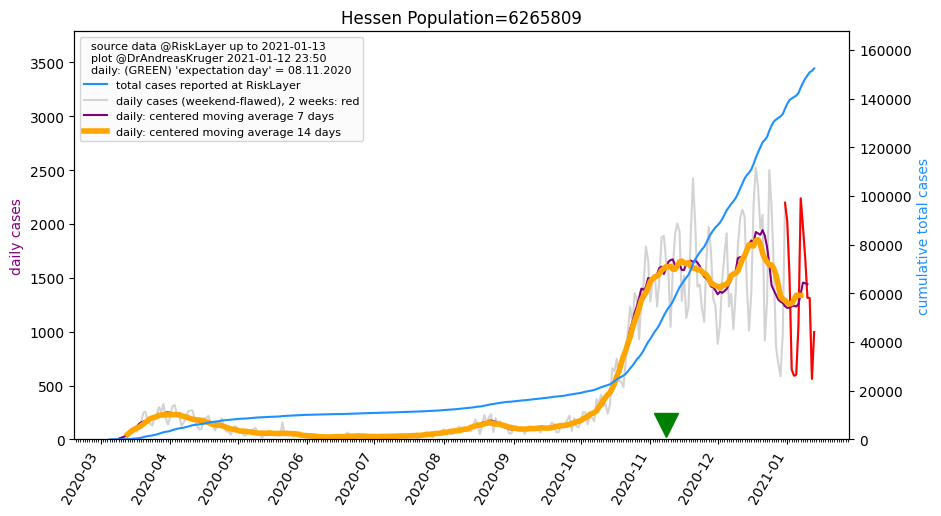 Hessen Population=6265809
source data @RiskLayer up to 2021-01-13
plot @DrAndreasKruger 2021-01-12 23:50
daily: (GREEN) 'expectation day' = 08.11.2020
total cases reported at RiskLayer
daily cases (weekend-flawed), 2 weeks: red
daily: centered moving average 7 days
daily: centered moving average 14 days
daily cases
3500
3000
2500
2000
1500
1000
500
0
160000
140000
120000
100000
80000
60000
40000
20000
0
cumulative total cases
2020-03
2020-04
2020-05
2020-06
2020-07
2020-08
2020-09
2020-10
2020-11
2020-12
2021-01